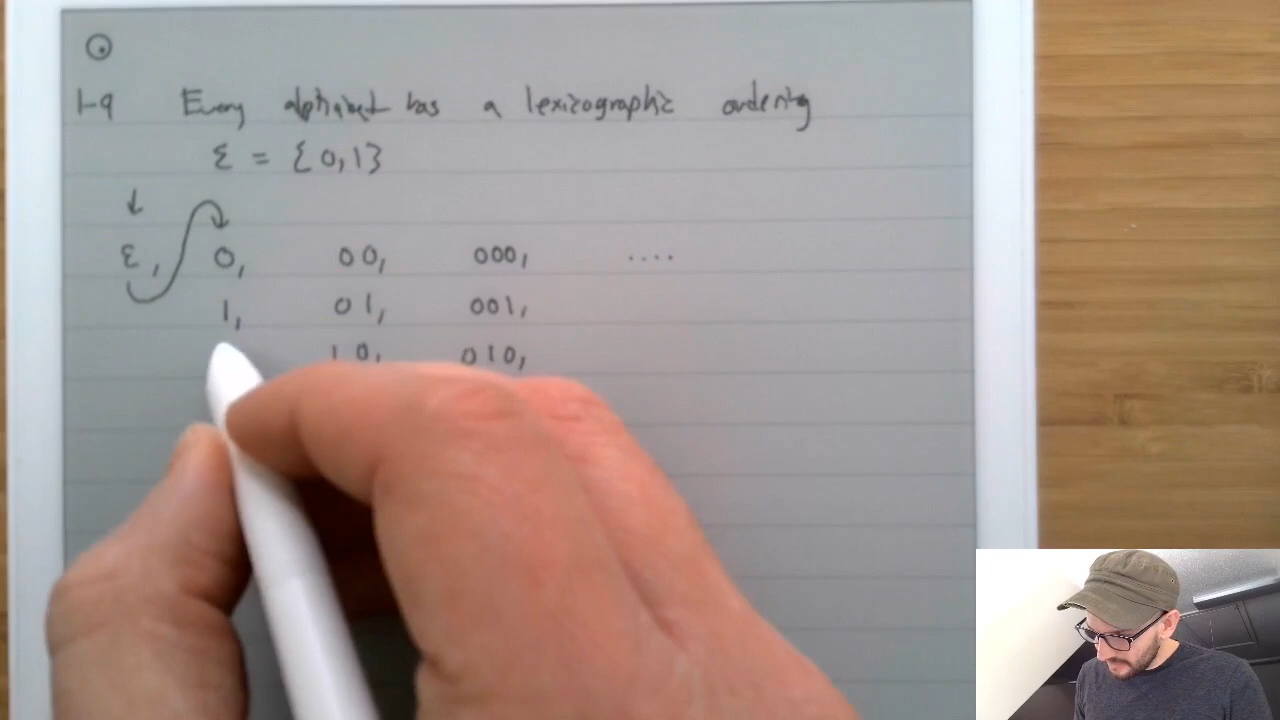 1-9 Every alphabet has a lexicographic ordering
Σ = {0,1}
ε, 0, 00, 000, ....
1, 01, 001,
10, 010,